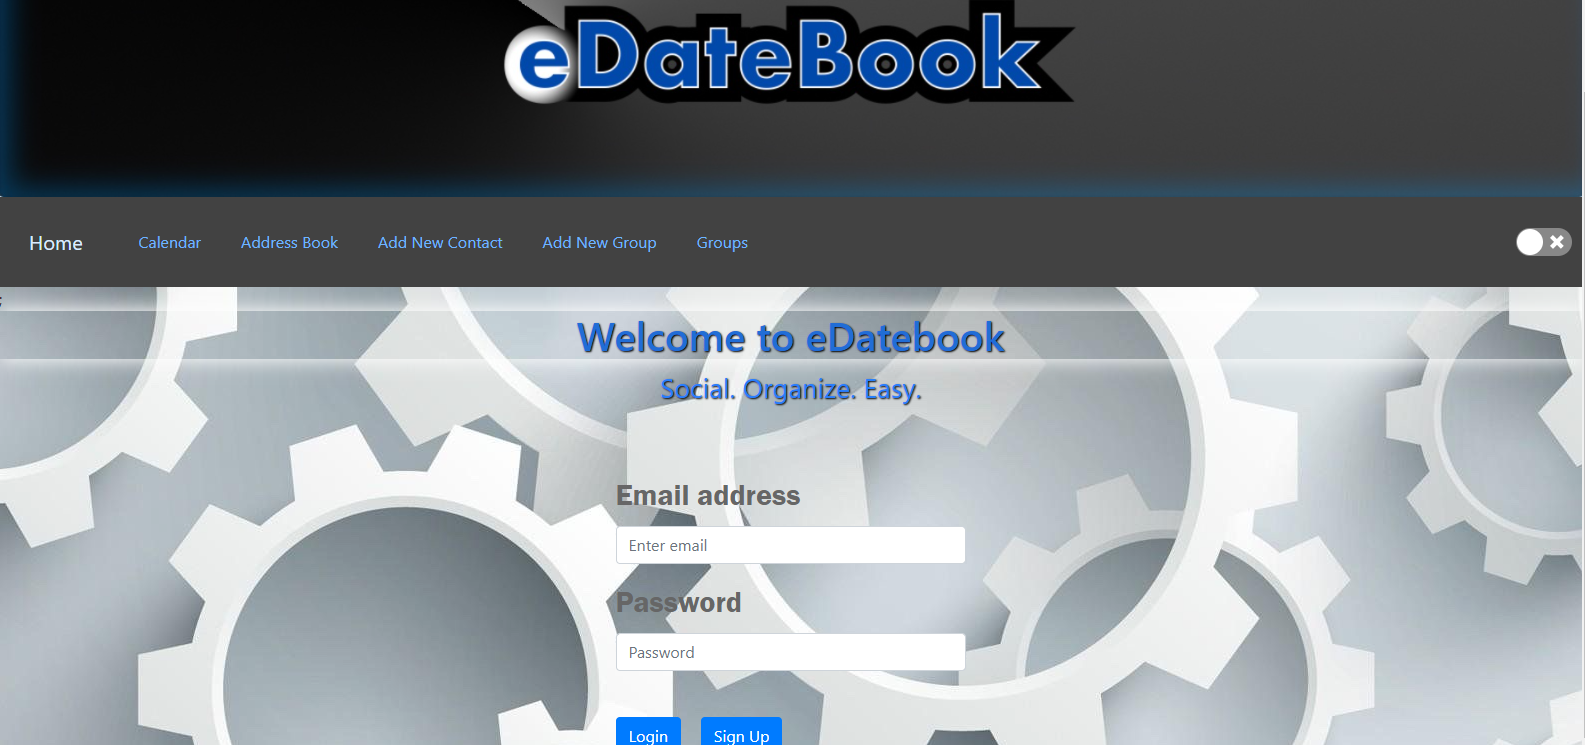 eDateBook
Home Calendar Address Book Add New Contact Add New Group Groups
;
Welcome to eDatebook
Social. Organize. Easy.
Email address
Enter email
Password
Password
Login Sign Up